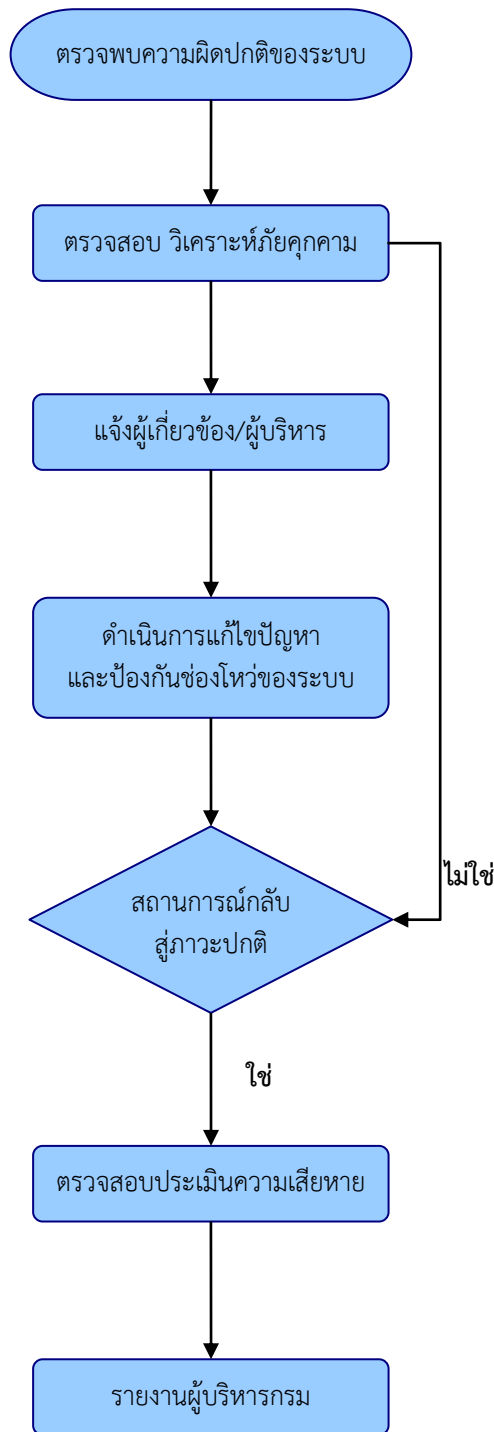 ตรวจพบความผิดปกติของระบบ
ตรวจสอบ วิเคราะห์ภัยคุกคาม
แจ้งผู้เกี่ยวข้อง/ผู้บริหาร
ดำเนินการแก้ไขปัญหา
และป้องกันช่องโหว่ของระบบ
ไม่ใช่
สถานการณ์กลับ
สู่ภาวะปกติ
ใช่
ตรวจสอบประเมินความเสียหาย
รายงานผู้บริหารกรม